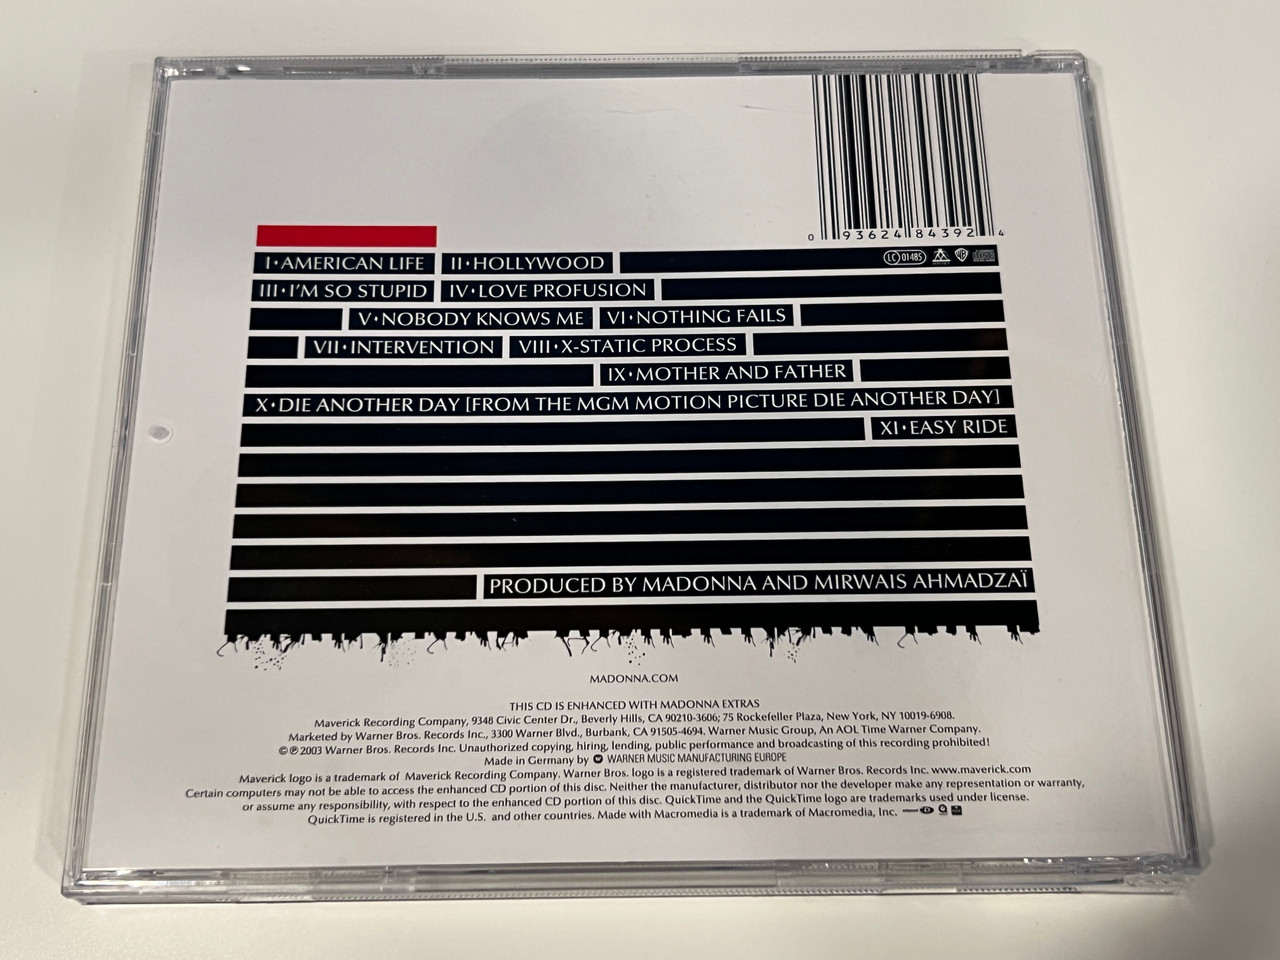 0 93624 84392 4
I•AMERICAN LIFE II•HOLLYWOOD LC 01485
III•I'M SO STUPID IV•LOVE PROFUSION
V•NOBODY KNOWS ME VI•NOTHING FAILS
VII•INTERVENTION VIII•X-STATIC PROCESS
IX•MOTHER AND FATHER
X•DIE ANOTHER DAY [FROM THE MGM MOTION PICTURE DIE ANOTHER DAY]
XI•EASY RIDE
PRODUCED BY MADONNA AND MIRWAIS AHMADZAÏ
MADONNA.COM
THIS CD IS ENHANCED WITH MADONNA EXTRAS
Maverick Recording Company, 9348 Civic Center Dr., Beverly Hills, CA 90210-3606; 75 Rockefeller Plaza, New York, NY 10019-6908.
Marketed by Warner Bros. Records Inc., 3300 Warner Blvd., Burbank, CA 91505-4694. Warner Music Group, An AOL Time Warner Company.
©℗2003 Warner Bros. Records Inc. Unauthorized copying, hiring, lending, public performance and broadcasting of this recording prohibited!
Made in Germany by WARNER MUSIC MANUFACTURING EUROPE
Maverick logo is a trademark of Maverick Recording Company. Warner Bros. logo is a registered trademark of Warner Bros. Records Inc. www.maverick.com
Certain computers may not be able to access the enhanced CD portion of this disc. Neither the manufacturer, distributor nor the developer make any representation or warranty,
or assume any responsibility, with respect to the enhanced CD portion of this disc. QuickTime and the QuickTime logo are trademarks used under license.
QuickTime is registered in the U.S. and other countries. Made with Macromedia is a trademark of Macromedia, Inc.